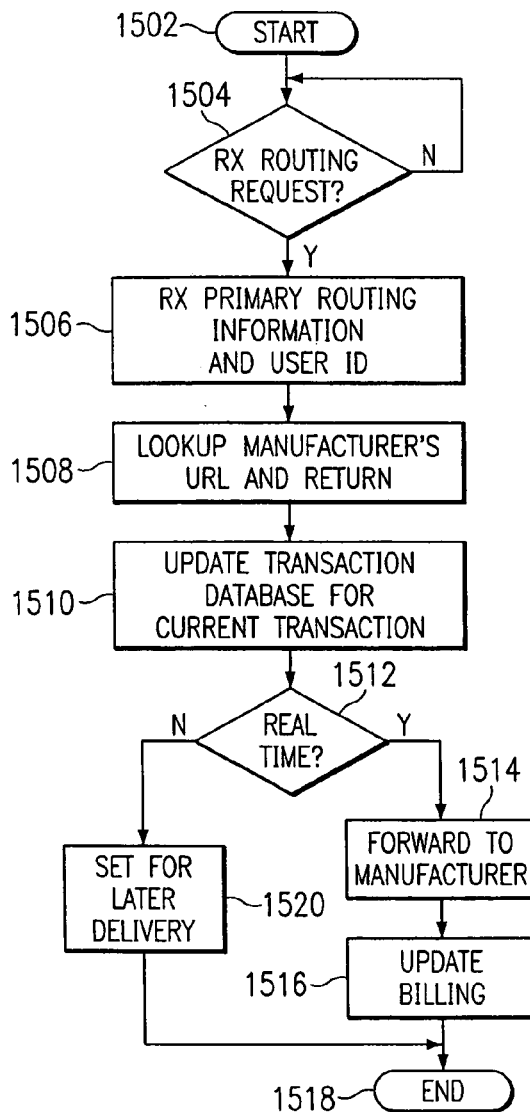 1502
START
1504
RX ROUTING
REQUEST?
N
Y
1506
RX PRIMARY ROUTING
INFORMATION
AND USER ID
1508
LOOKUP MANUFACTURER'S
URL AND RETURN
1510
UPDATE TRANSACTION
DATABASE FOR
CURRENT TRANSACTION
1512
N
REAL
TIME?
Y
1514
SET FOR
LATER
DELIVERY
1520
FORWARD TO
MANUFACTURER
1516
UPDATE
BILLING
1518
END